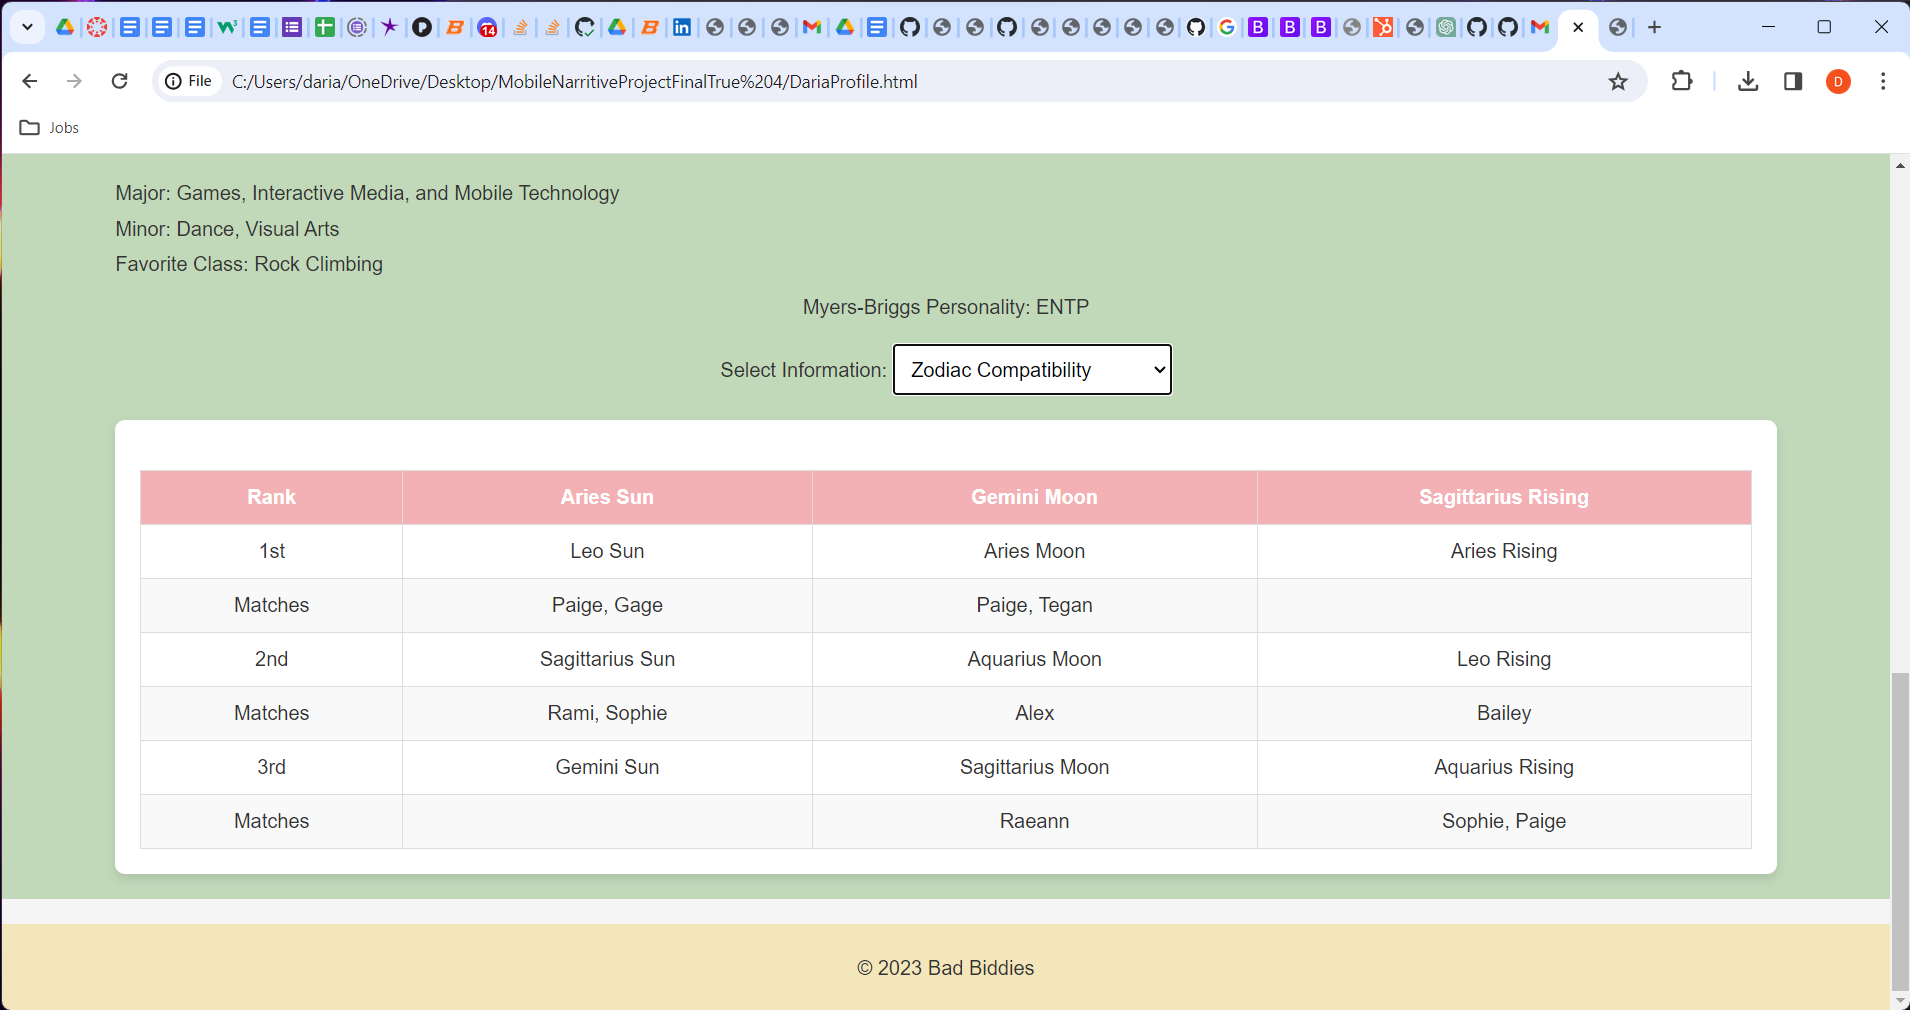 14
File
C:/Users/daria/OneDrive/Desktop/MobileNarritiveProjectFinalTrue%204/DariaProfile.html
D
Jobs
Major: Games, Interactive Media, and Mobile Technology
Minor: Dance, Visual Arts
Favorite Class: Rock Climbing
Myers-Briggs Personality: ENTP
Select Information: Zodiac Compatibility
Rank Aries Sun Gemini Moon Sagittarius Rising
1st Leo Sun Aries Moon Aries Rising
Matches Paige, Gage Paige, Tegan
2nd Sagittarius Sun Aquarius Moon Leo Rising
Matches Rami, Sophie Alex Bailey
3rd Gemini Sun Sagittarius Moon Aquarius Rising
Matches Raeann Sophie, Paige
© 2023 Bad Biddies